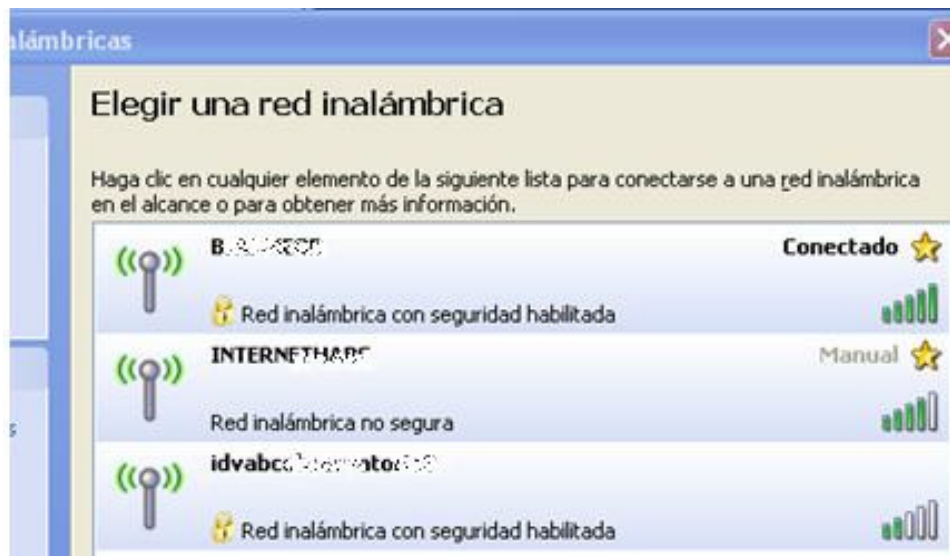 alámbricas
Elegir una red inalámbrica
Haga clic en cualquier elemento de la siguiente lista para conectarse a una red inalámbrica
en el alcance o para obtener más información.
Conectado
Red inalámbrica con seguridad habilitada
Manual
Red inalámbrica no segura
Red inalámbrica con seguridad habilitada